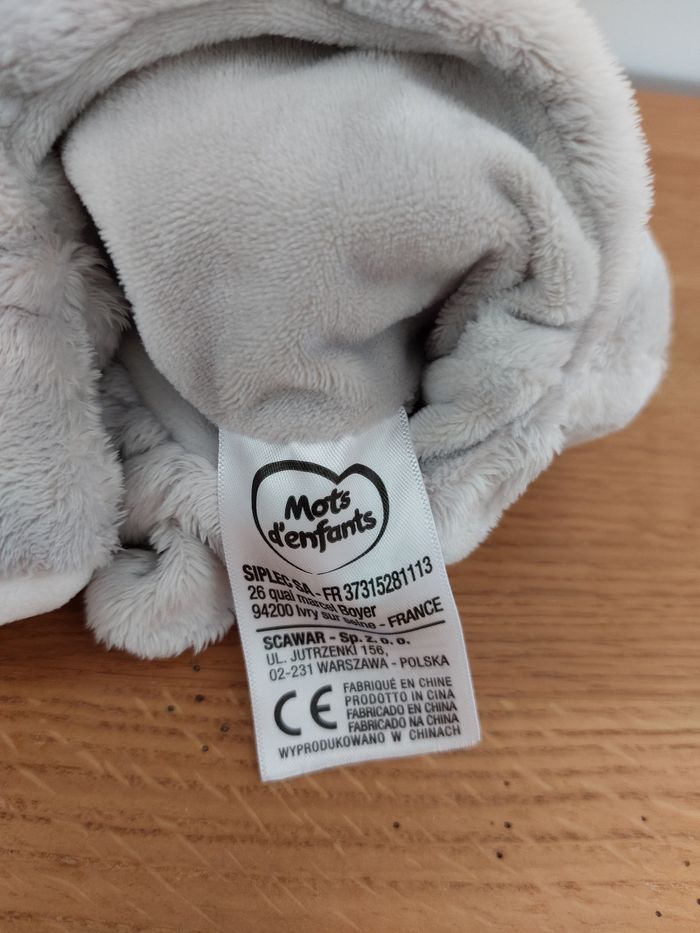 Mots
d'enfants
SIPLEC SA - FR 37315281113
26 quai marcel Boyer
94200 Ivry sur seine - FRANCE
SCAWAR - Sp. z. o. o.
UL. JUTRZENKI 156,
02-231 WARSZAWA - POLSKA
CE
FABRIQUÉ EN CHINE
PRODOTTO IN CINA
FABRICADO EN CHINA
FABRICADO NA CHINA
WYPRODUKOWANO W CHINACH